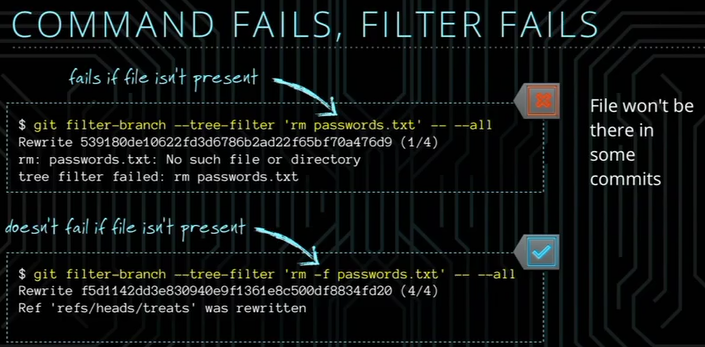 COMMAND FAILS, FILTER FAILS
fails if file isn't present
$ git filter-branch --tree-filter 'rm passwords.txt' -- --all
Rewrite 539180de10622fd3d6786b2ad22f65bf70a476d9 (1/4)
rm: passwords.txt: No such file or directory
tree filter failed: rm passwords.txt
File won't be
there in
some
commits
doesn't fail if file isn't present
$ git filter-branch --tree-filter 'rm -f passwords.txt' -- --all
Rewrite f5d1142dd3e830940e9f1361e8c500df8834fd20 (4/4)
Ref 'refs/heads/treats' was rewritten